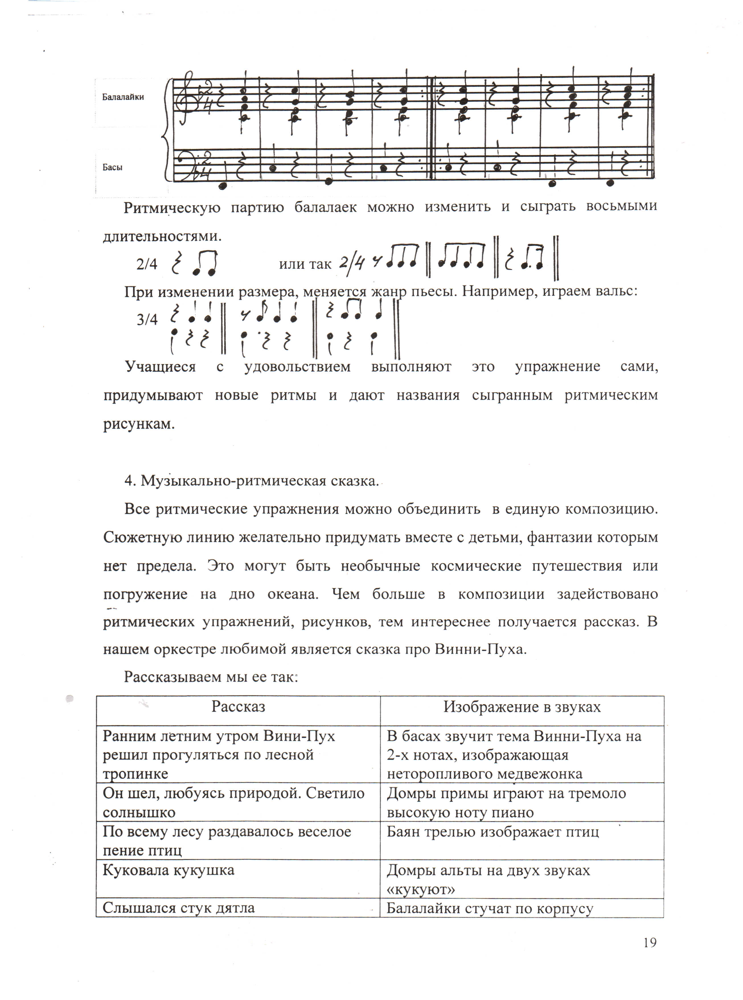 Балалайки
2
4
Басы
2
4
Ритмическую партию балалаек можно изменить и сыграть восьмыми
длительностями.
2/4 или так 2/4
При изменении размера, меняется жанр пьесы. Например, играем вальс:
3/4
Учащиеся с удовольствием выполняют это упражнение сами,
придумывают новые ритмы и дают названия сыгранным ритмическим
рисункам.
4. Музыкально-ритмическая сказка.
Все ритмические упражнения можно объединить в единую композицию.
Сюжетную линию желательно придумать вместе с детьми, фантазии которым
нет предела. Это могут быть необычные космические путешествия или
погружение на дно океана. Чем больше в композиции задействовано
ритмических упражнений, рисунков, тем интереснее получается рассказ. В
нашем оркестре любимой является сказка про Винни-Пуха.
Рассказываем мы ее так:
Рассказ Изображение в звуках
Ранним летним утром Вини-Пух
решил прогуляться по лесной
тропинке
В басах звучит тема Винни-Пуха на
2-х нотах, изображающая
неторопливого медвежонка
Он шел, любуясь природой. Светило
солнышко
Домры примы играют на тремоло
высокую ноту пиано
По всему лесу раздавалось веселое
пение птиц
Баян трелью изображает птиц
Куковала кукушка
Домры альты на двух звуках
«кукуют»
Слышался стук дятла
Балалайки стучат по корпусу
19